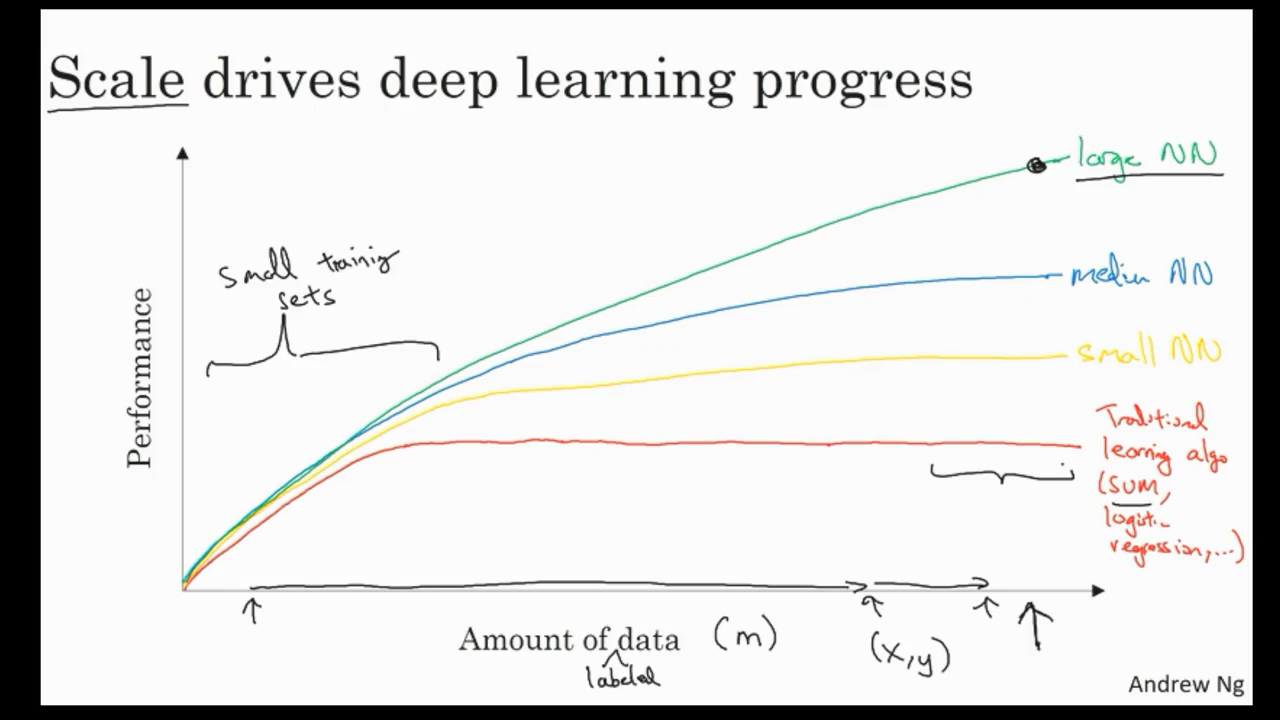 Scale drives deep learning progress
large NN
small training
sets
medium NN
Performance
small NN
Traditional
learning algo
(SVM,
logistic
regression,...)
Amount of data (m)
labeled
(x,y)
Andrew Ng